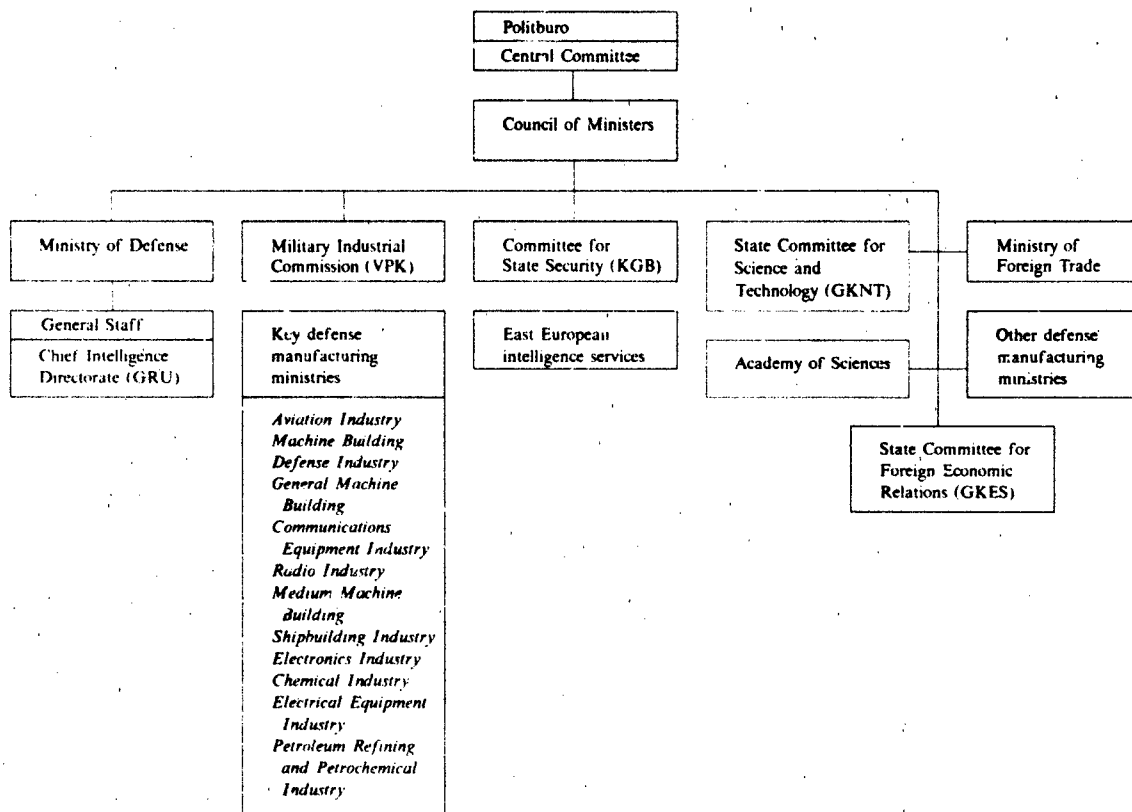 Politburo
Central Committee
Council of Ministers
Ministry of Defense
Military Industrial
Commission (VPK)
Committee for
State Security (KGB)
State Committee for
Science and
Technology (GKNT)
Ministry of
Foreign Trade
General Staff
Chief Intelligence
Directorate (GRU)
Key defense
manufacturing
ministries
East European
intelligence services
Academy of Sciences
Other defense
manufacturing
ministries
Aviation Industry
Machine Building
Defense Industry
General Machine
Building
Communications
Equipment Industry
Radio Industry
Medium Machine
Building
Shipbuilding Industry
Electronics Industry
Chemical Industry
Electrical Equipment
Industry
Petroleum Refining
and Petrochemical
Industry
State Committee for
Foreign Economic
Relations (GKES)